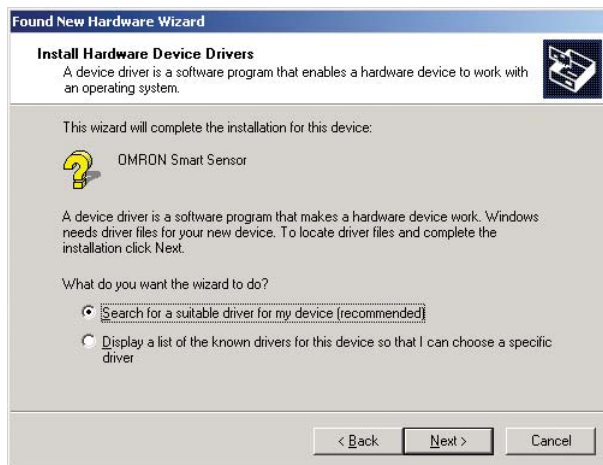 Found New Hardware Wizard
Install Hardware Device Drivers
A device driver is a software program that enables a hardware device to work with
an operating system.
This wizard will complete the installation for this device:
OMRON Smart Sensor
A device driver is a software program that makes a hardware device work. Windows
needs driver files for your new device. To locate driver files and complete the
installation click Next.
What do you want the wizard to do?
Search for a suitable driver for my device (recommended)
Display a list of the known drivers for this device so that I can choose a specific
driver
< Back Next > Cancel